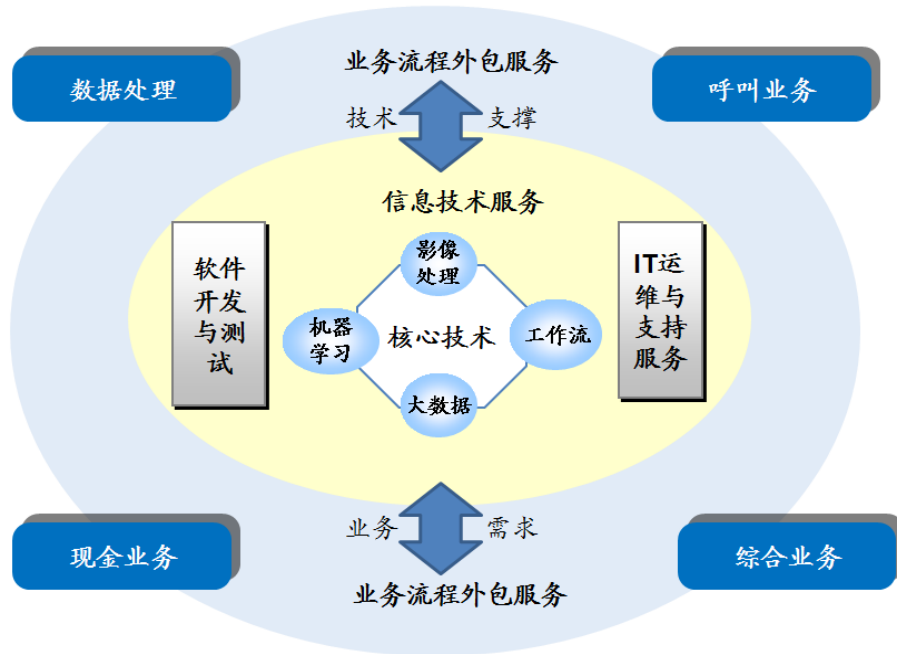 业务流程外包服务
数据处理
呼叫业务
技术 支撑
信息技术服务
软件
开发
与测
试
影像
处理
IT运
维与
支持
服务
机器
学习
核心技术
工作流
大数据
业务 需求
现金业务
综合业务
业务流程外包服务